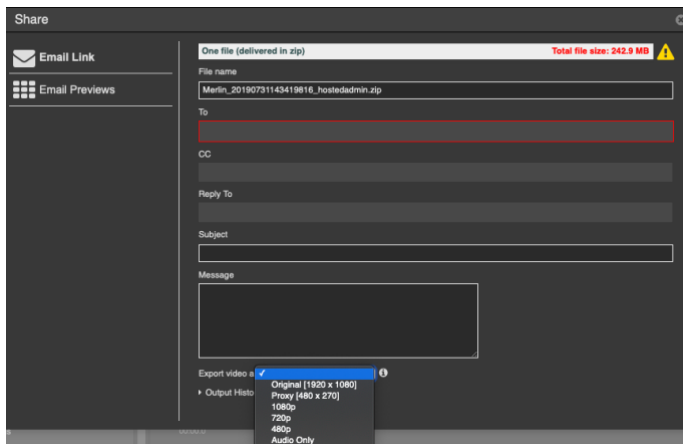 Share
Email Link
Email Previews
One file (delivered in zip) Total file size: 242.9 MB
File name
Merlin_20190731143419816_hostedadmin.zip
To
CC
Reply To
Subject
Message
Export video a
Original [1920 x 1080]
Proxy [480 x 270]
1080p
720p
480p
Audio Only
Output Histo